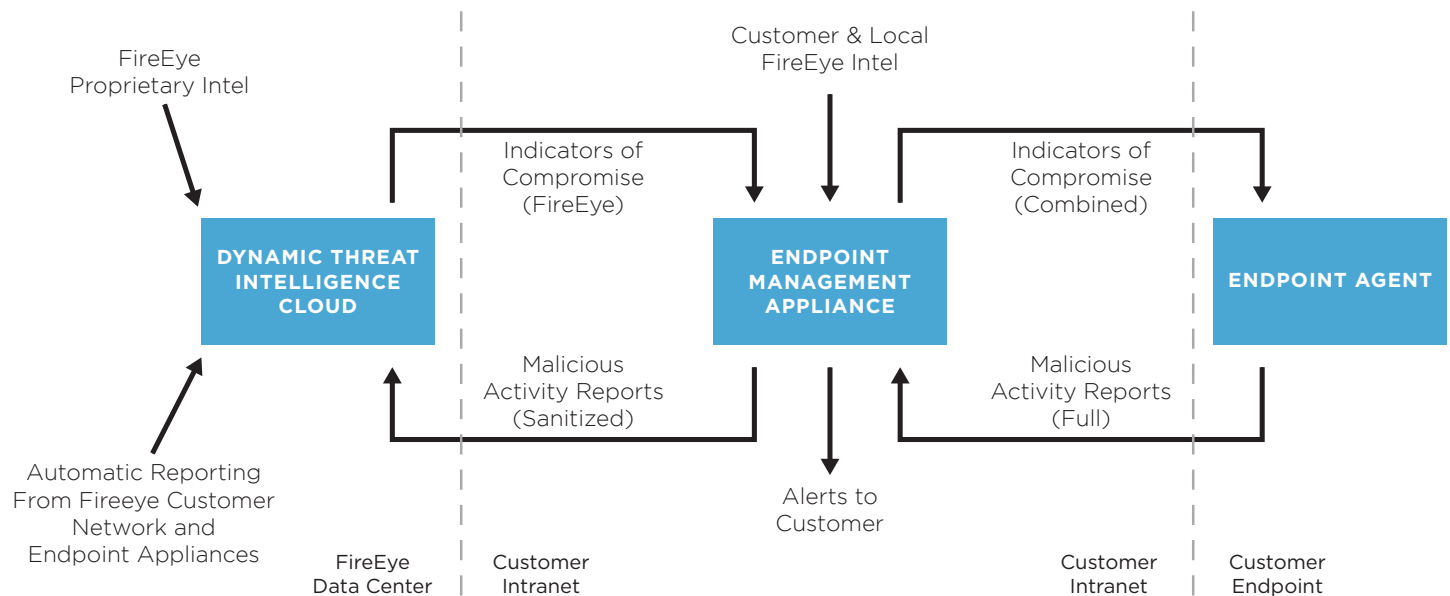 FireEye
Proprietary Intel
Customer & Local
FireEye Intel
Indicators of
Compromise
(FireEye)
Indicators of
Compromise
(Combined)
DYNAMIC THREAT
INTELLIGENCE
CLOUD
ENDPOINT
MANAGEMENT
APPLIANCE
ENDPOINT AGENT
Malicious
Activity Reports
(Sanitized)
Malicious
Activity Reports
(Full)
Automatic Reporting
From Fireeye Customer
Network and
Endpoint Appliances
Alerts to
Customer
FireEye
Data Center
Customer
Intranet
Customer
Intranet
Customer
Endpoint